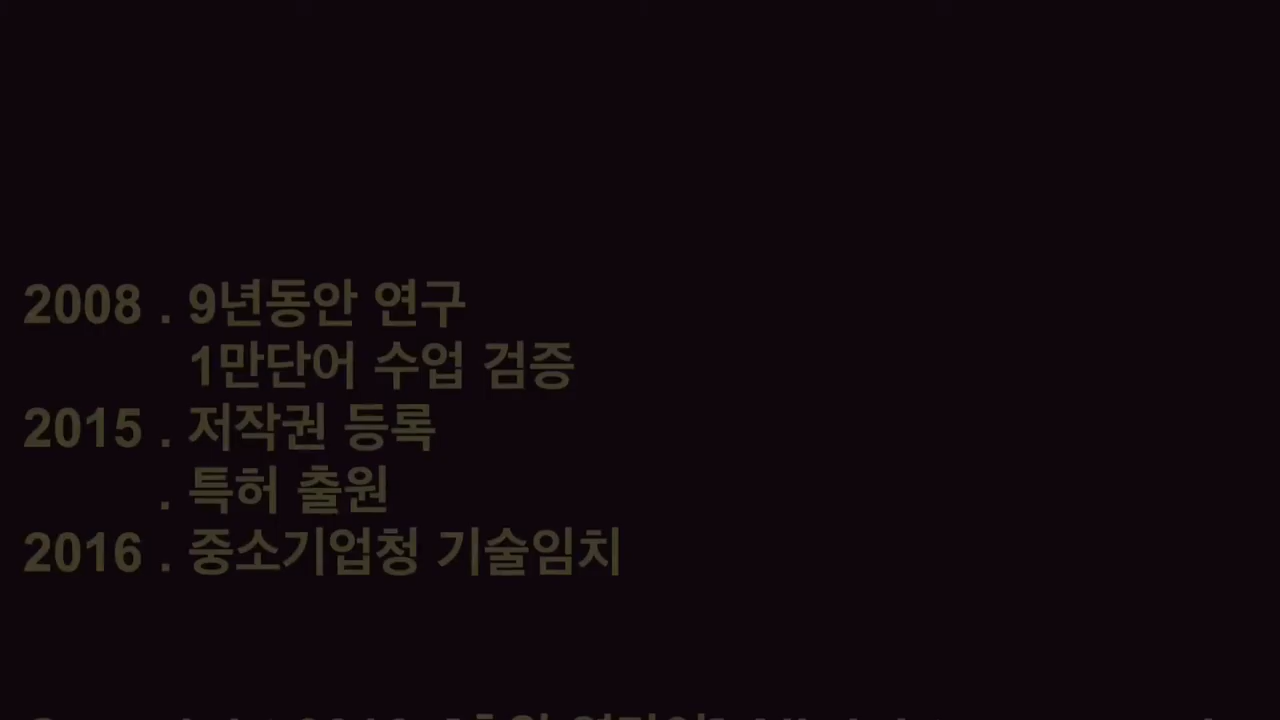 2008 . 9년동안 연구
1만단어 수업 검증
2015 . 저작권 등록
. 특허 출원
2016 . 중소기업청 기술임치